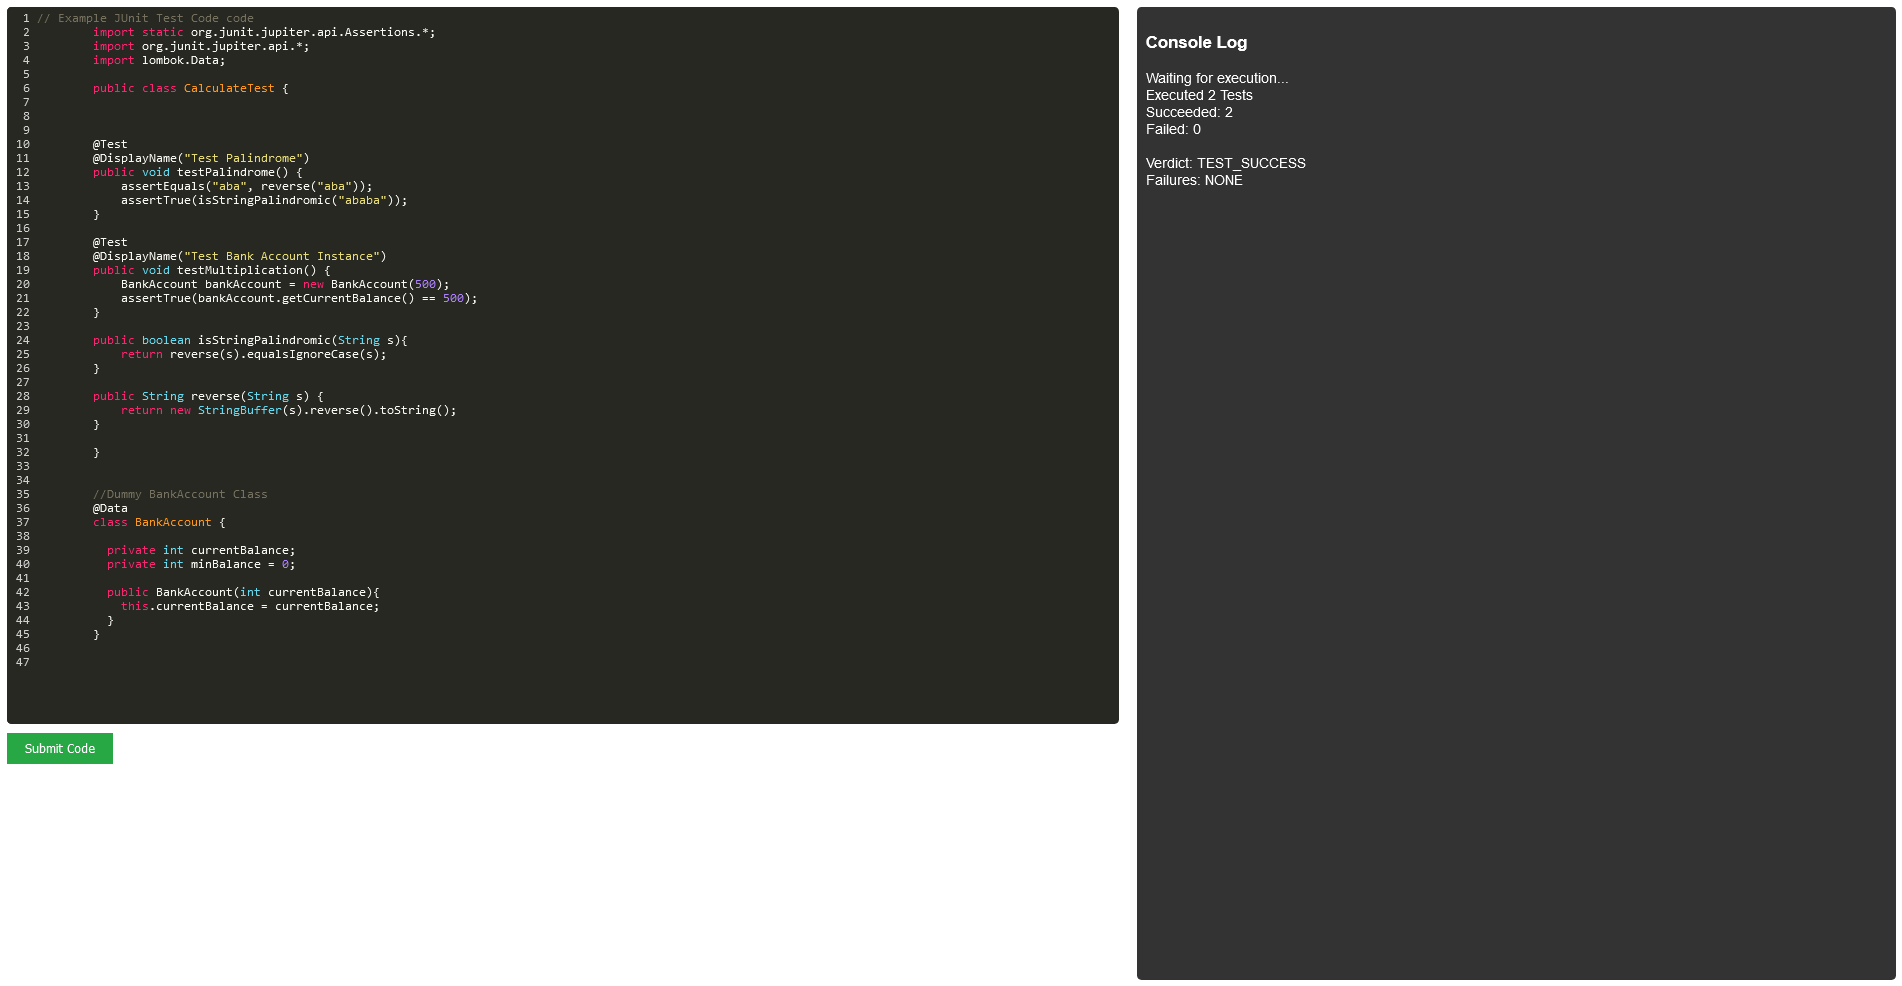 1 // Example JUnit Test Code code
2 import static org.junit.jupiter.api.Assertions.*;
3 import org.junit.jupiter.api.*;
4 import lombok.Data;
5
6 public class CalculateTest {
7
8
9
10 @Test
11 @DisplayName("Test Palindrome")
12 public void testPalindrome() {
13 assertEquals("aba", reverse("aba"));
14 assertTrue(isStringPalindromic("ababa"));
15 }
16
17 @Test
18 @DisplayName("Test Bank Account Instance")
19 public void testMultiplication() {
20 BankAccount bankAccount = new BankAccount(500);
21 assertTrue(bankAccount.getCurrentBalance() == 500);
22 }
23
24 public boolean isStringPalindromic(String s){
25 return reverse(s).equalsIgnoreCase(s);
26 }
27
28 public String reverse(String s) {
29 return new StringBuffer(s).reverse().toString();
30 }
31
32 }
33
34
35 //Dummy BankAccount Class
36 @Data
37 class BankAccount {
38
39 private int currentBalance;
40 private int minBalance = 0;
41
42 public BankAccount(int currentBalance){
43 this.currentBalance = currentBalance;
44 }
45 }
46
47
Submit Code
Console Log
Waiting for execution...
Executed 2 Tests
Succeeded: 2
Failed: 0
Verdict: TEST_SUCCESS
Failures: NONE